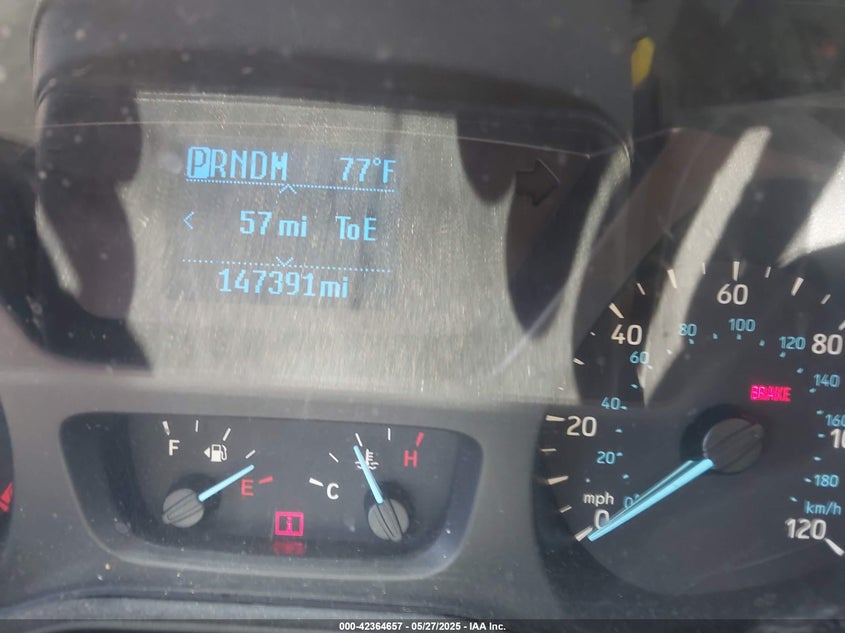 PRNDM 77°F
< 57 mi ToE
147391mi
F
E
C
H
i
0
20
40
60
80
120
mph
20
40
60
80
100
120
140
160
180
km/h
BRAKE
000-42364657 - 05/27/2025 - IAA Inc.